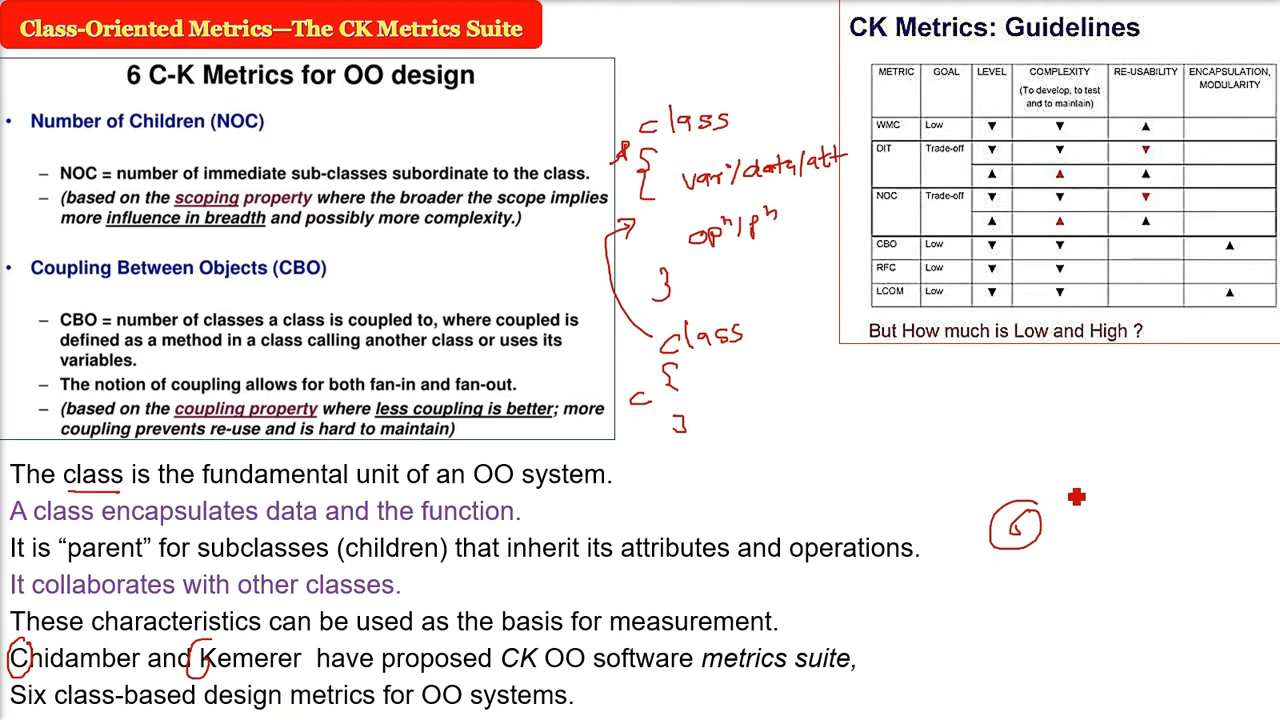 Class-Oriented Metrics—The CK Metrics Suite
6 C-K Metrics for OO design
• Number of Children (NOC)
– NOC = number of immediate sub-classes subordinate to the class.
– (based on the scoping property where the broader the scope implies
more influence in breadth and possibly more complexity.)
• Coupling Between Objects (CBO)
– CBO = number of classes a class is coupled to, where coupled is
defined as a method in a class calling another class or uses its
variables.
– The notion of coupling allows for both fan-in and fan-out.
– (based on the coupling property where less coupling is better; more
coupling prevents re-use and is hard to maintain)
class
{
var^s/data/att
op^n/f^n
}
class
{
C
}
CK Metrics: Guidelines
METRIC GOAL LEVEL COMPLEXITY RE-USABILITY ENCAPSULATION,
(To develop, to test MODULARITY
and to maintain)
WMC Low ▼ ▼ ▲
DIT Trade-off ▼ ▼ ▼
▲ ▲ ▲
NOC Trade-off ▼ ▼ ▼
▲ ▲ ▲
CBO Low ▼ ▼ ▲
RFC Low ▼ ▼
LCOM Low ▼ ▼ ▲
But How much is Low and High ?
The class is the fundamental unit of an OO system.
A class encapsulates data and the function.
It is “parent” for subclasses (children) that inherit its attributes and operations.
It collaborates with other classes.
These characteristics can be used as the basis for measurement.
Chidamber and Kemerer have proposed CK OO software metrics suite,
Six class-based design metrics for OO systems.
6